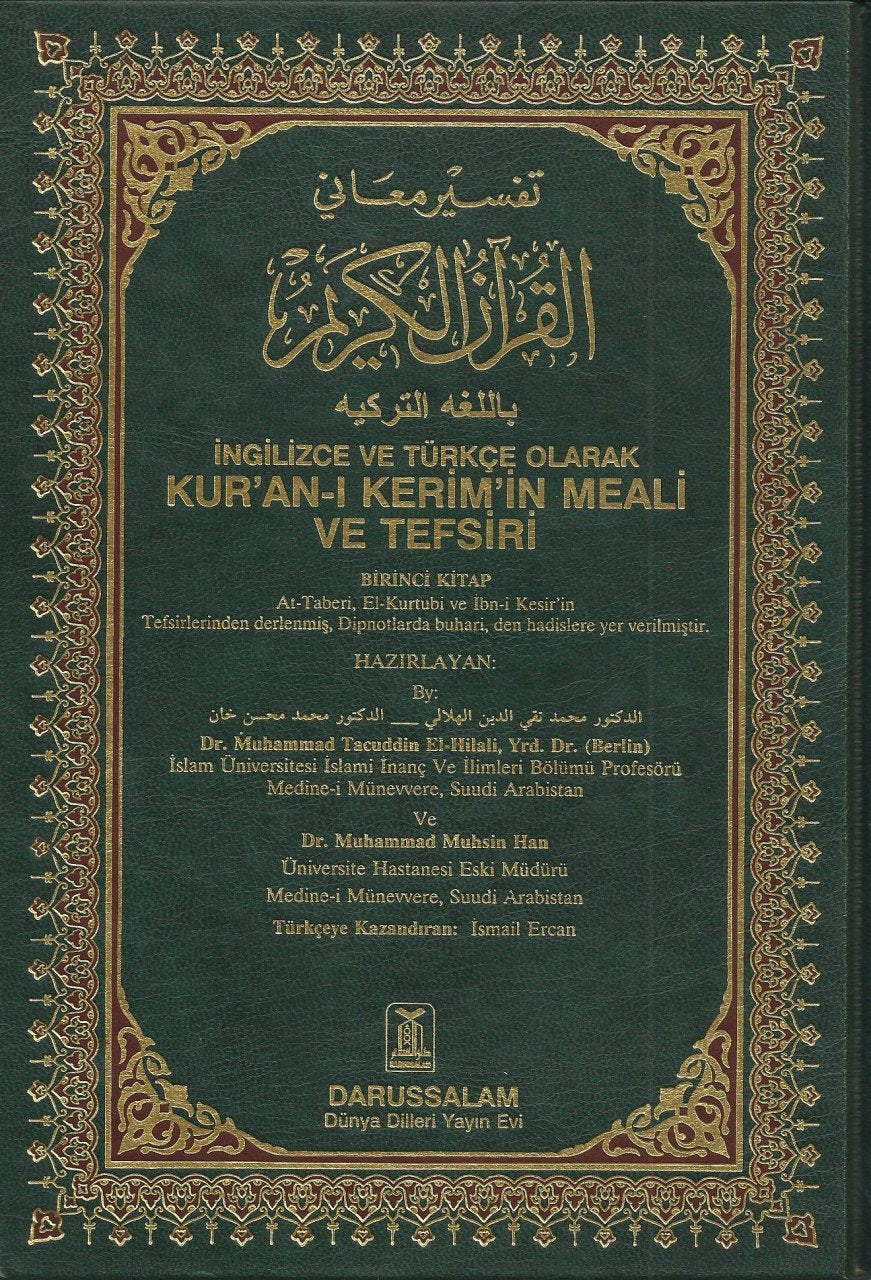 تفسير معاني
القرآن الكريم
باللغه التركيه
İNGİLİZCE VE TÜRKÇE OLARAK
KUR'AN-I KERİM'İN MEALİ
VE TEFSİRİ
BİRİNCİ KİTAP
At-Taberi, El-Kurtubi ve İbn-i Kesir'in
Tefsirlerinden derlenmiş, Dipnotlarda buhari, den hadislere yer verilmiştir.
HAZIRLAYAN:
By:
الدكتور محمد تقي الدين الهلالي ___ الدكتور محمد محسن خان
Dr. Muhammad Tacuddin El-Hilali, Yrd. Dr. (Berlin)
İslam Üniversitesi İslami İnanç Ve İlimleri Bölümü Profesörü
Medine-i Münevvere, Suudi Arabistan
Ve
Dr. Muhammad Muhsin Han
Üniversite Hastanesi Eski Müdürü
Medine-i Münevvere, Suudi Arabistan
Türkçeye Kazandıran: İsmail Ercan
دارالسلام
DARUSSALAM
DARUSSALAM
Dünya Dilleri Yayın Evi